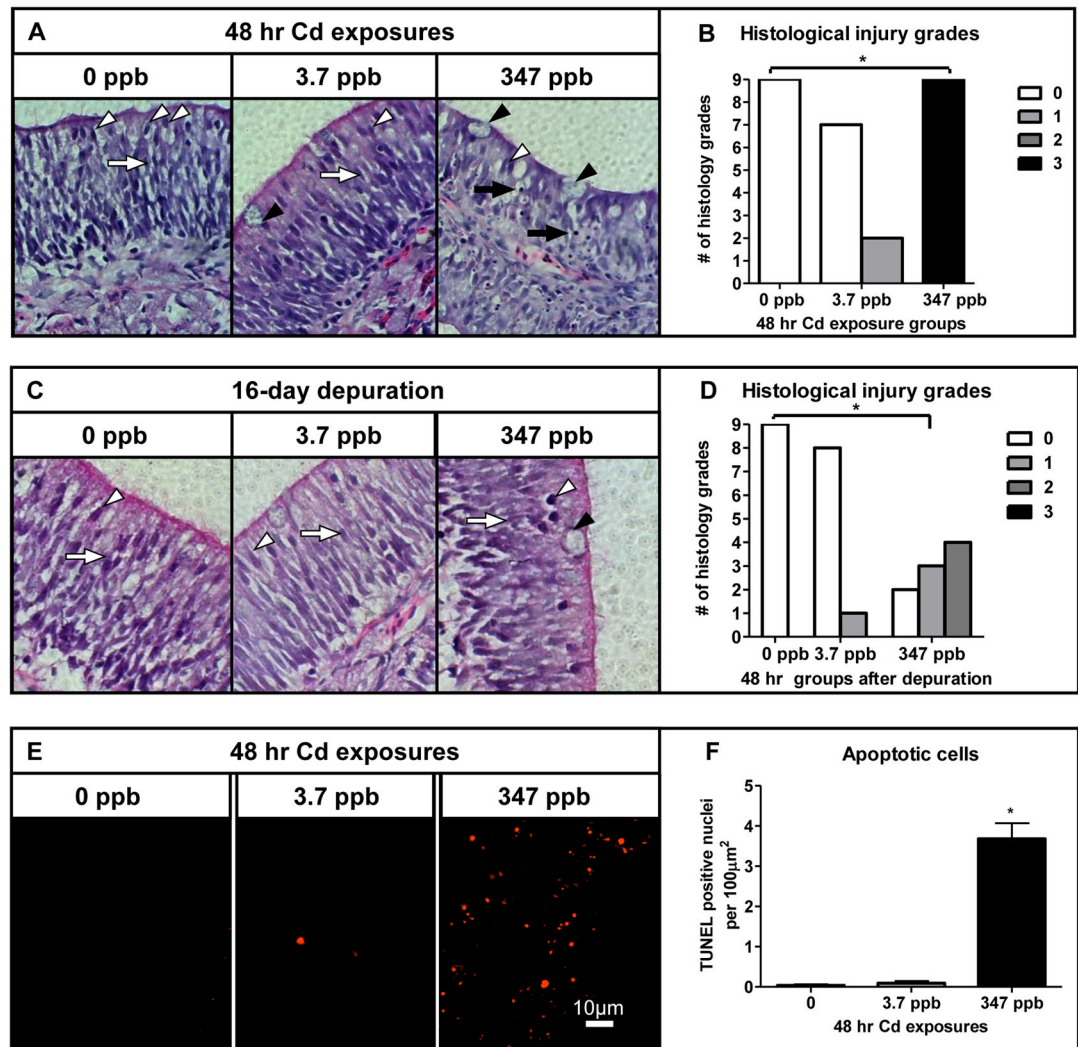 A
48 hr Cd exposures
0 ppb
3.7 ppb
347 ppb
B
Histological injury grades
*
9
8
7
6
5
4
3
2
1
0
# of histology grades
0 ppb
3.7 ppb
347 ppb
48 hr Cd exposure groups
0
1
2
3
C
16-day depuration
0 ppb
3.7 ppb
347 ppb
D
Histological injury grades
*
9
8
7
6
5
4
3
2
1
0
# of histology grades
0 ppb
3.7 ppb
347 ppb
48 hr groups after depuration
0
1
2
3
E
48 hr Cd exposures
0 ppb
3.7 ppb
347 ppb
10µm
F
Apoptotic cells
*
5
4
3
2
1
0
TUNEL positive nuclei
per 100µm²
0
3.7 ppb
347 ppb
48 hr Cd exposures